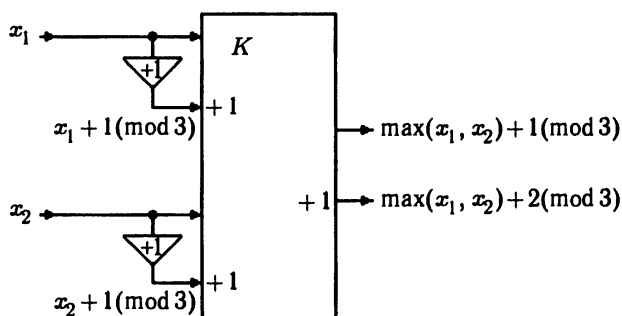 x₁
K
+1
+1
x₁ + 1(mod 3)
max(x₁, x₂) + 1(mod 3)
x₂
+1
max(x₁, x₂) + 2(mod 3)
+1
+1
x₂ + 1(mod 3)